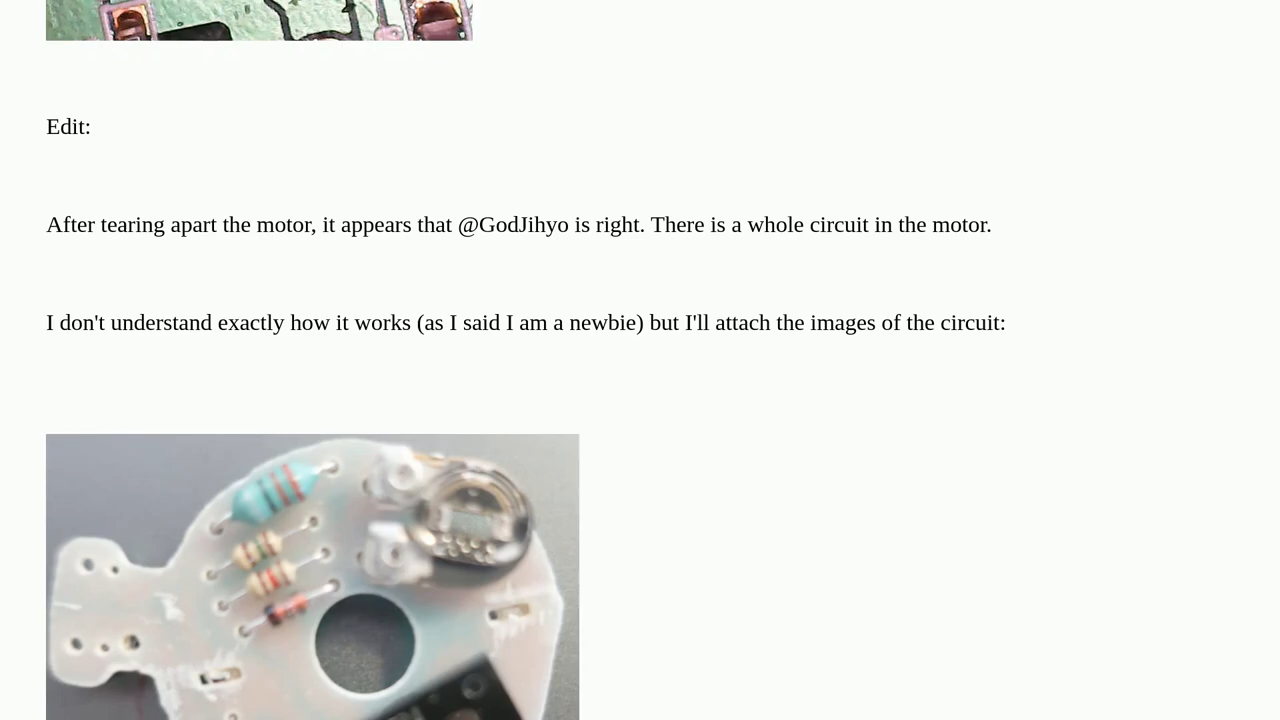 Edit:
After tearing apart the motor, it appears that @GodJihyo is right. There is a whole circuit in the motor.
I don't understand exactly how it works (as I said I am a newbie) but I'll attach the images of the circuit: